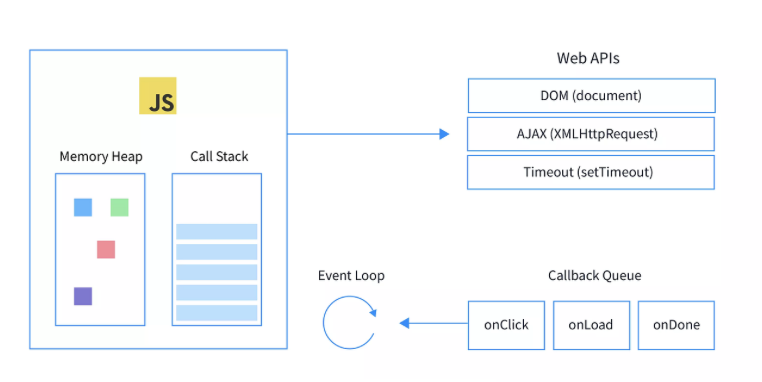 JS
Memory Heap
Call Stack
Web APIs
DOM (document)
AJAX (XMLHttpRequest)
Timeout (setTimeout)
Event Loop
Callback Queue
onClick
onLoad
onDone